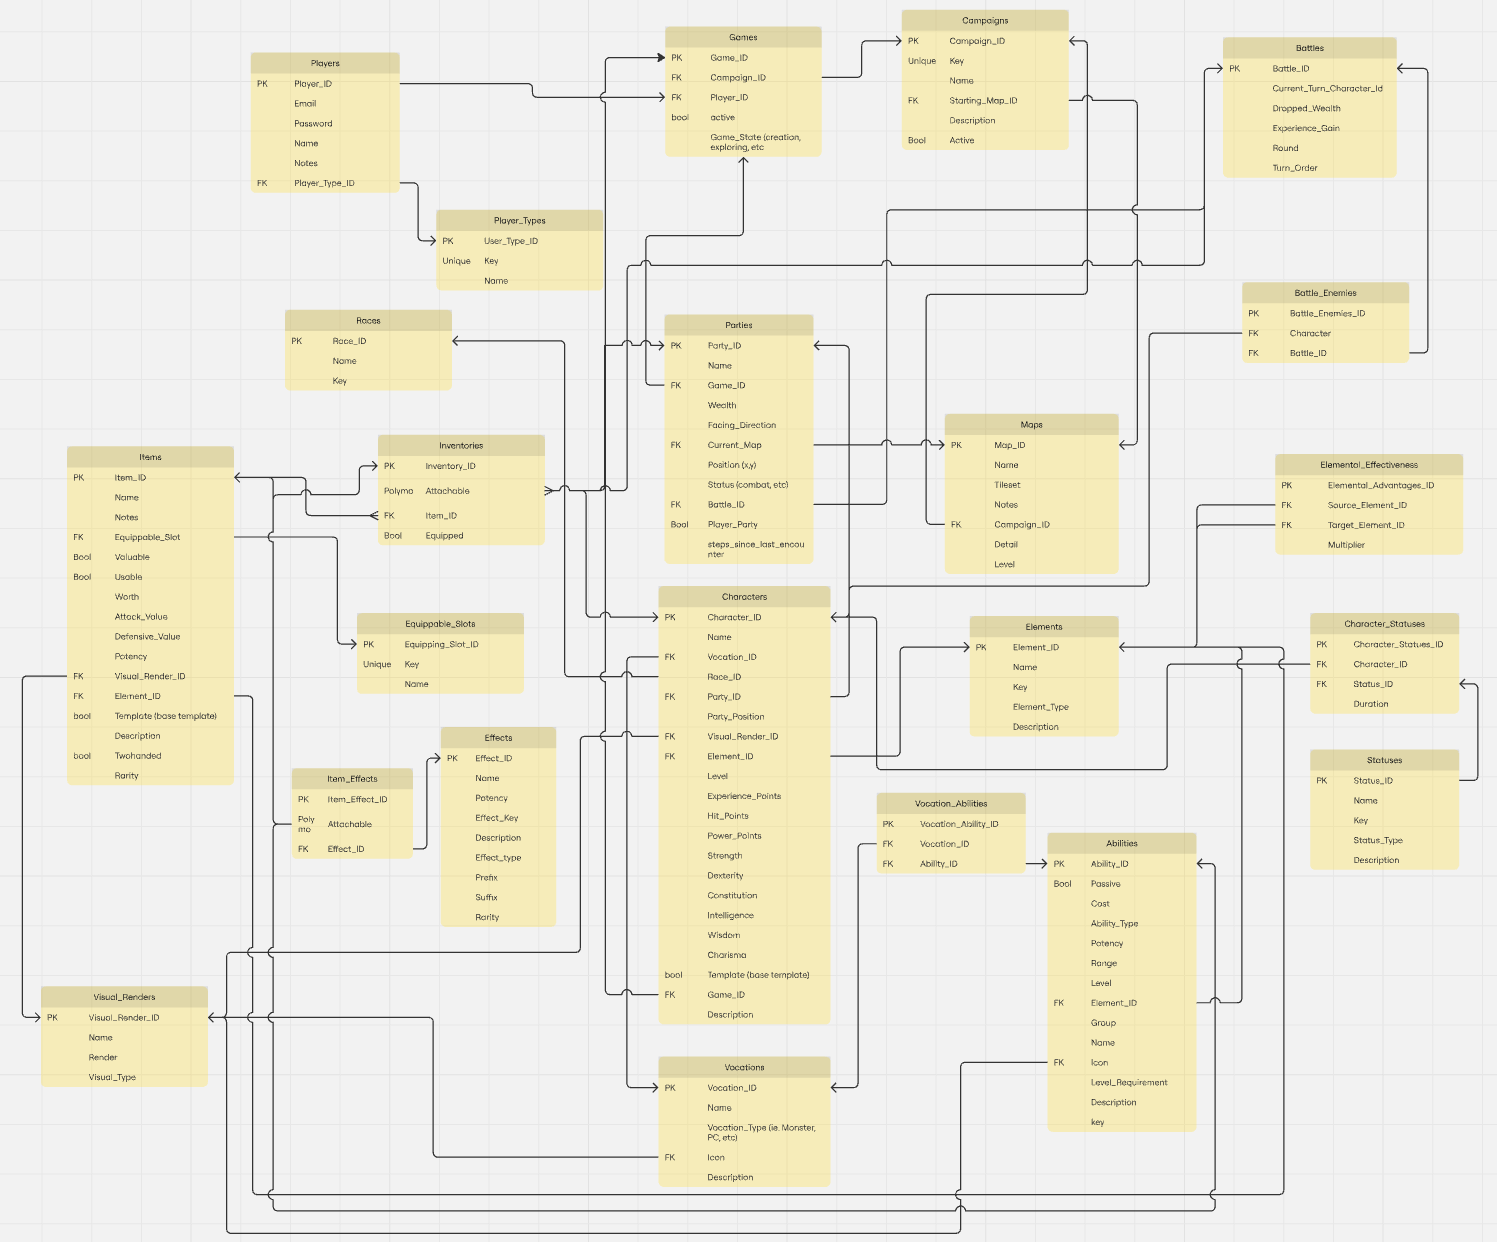 Campaigns
PK Campaign_ID
Unique Key
Name
FK Starting_Map_ID
Description
Bool Active
Games
PK Game_ID
FK Campaign_ID
FK Player_ID
bool active
Game_State (creation,
exploring, etc
Battles
PK Battle_ID
Current_Turn_Character_Id
Dropped_Wealth
Experience_Gain
Round
Turn_Order
Players
PK Player_ID
Email
Password
Name
Notes
FK Player_Type_ID
Player_Types
PK User_Type_ID
Unique Key
Name
Battle_Enemies
PK Battle_Enemies_ID
FK Character
FK Battle_ID
Races
PK Race_ID
Name
Key
Parties
PK Party_ID
Name
FK Game_ID
Wealth
Facing_Direction
FK Current_Map
Position (x,y)
Status (combat, etc)
FK Battle_ID
Bool Player_Party
steps_since_last_encou
nter
Maps
PK Map_ID
Name
Tileset
Notes
FK Campaign_ID
Detail
Level
Inventories
PK Inventory_ID
Polymo Attachable
FK Item_ID
Bool Equipped
Items
PK Item_ID
Name
Notes
FK Equippable_Slot
Bool Valuable
Bool Usable
Worth
Attack_Value
Defensive_Value
Potency
FK Visual_Render_ID
FK Element_ID
bool Template (base template)
Description
bool Twohanded
Rarity
Elemental_Effectiveness
PK Elemental_Advantages_ID
FK Source_Element_ID
FK Target_Element_ID
Multiplier
Characters
PK Character_ID
Name
FK Vocation_ID
FK Race_ID
FK Party_ID
Party_Position
FK Visual_Render_ID
FK Element_ID
Level
Experience_Points
Hit_Points
Power_Points
Strength
Dexterity
Constitution
Intelligence
Wisdom
Charisma
bool Template (base template)
FK Game_ID
Description
Equippable_Slots
PK Equipping_Slot_ID
Unique Key
Name
Elements
PK Element_ID
Name
Key
Element_Type
Description
Character_Statuses
PK Character_Statues_ID
FK Character_ID
FK Status_ID
Duration
Effects
PK Effect_ID
Name
Potency
Effect_Key
Description
Effect_type
Prefix
Suffix
Rarity
Item_Effects
PK Item_Effect_ID
Poly
mo Attachable
FK Effect_ID
Statuses
PK Status_ID
Name
Key
Status_Type
Description
Vocation_Abilities
PK Vocation_Ability_ID
FK Vocation_ID
FK Ability_ID
Abilities
PK Ability_ID
Bool Passive
Cost
Ability_Type
Potency
Range
Level
FK Element_ID
Group
Name
FK Icon
Level_Requirement
Description
key
Visual_Renders
PK Visual_Render_ID
Name
Render
Visual_Type
Vocations
PK Vocation_ID
Name
Vocation_Type (ie. Monster,
PC, etc)
FK Icon
Description